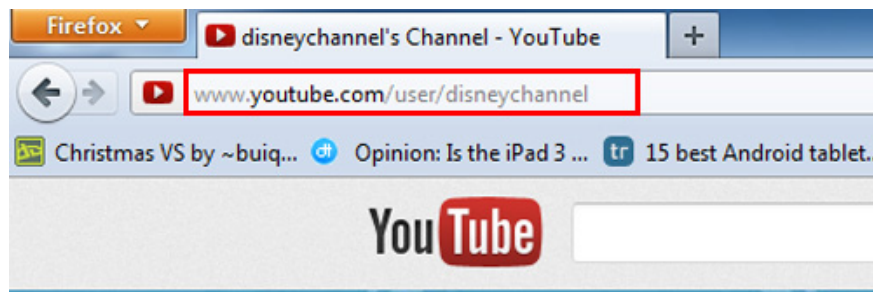 Firefox
disneychannel's Channel - YouTube
+
www.youtube.com/user/disneychannel
Christmas VS by ~buiq... dt Opinion: Is the iPad 3 ... tr 15 best Android tablet..
YouTube